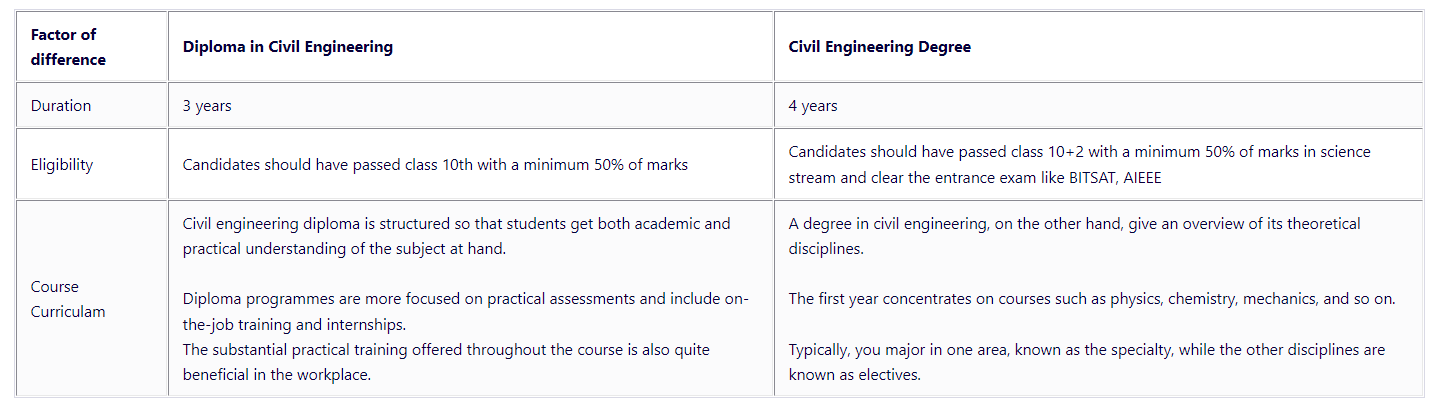 Factor of
difference
Diploma in Civil Engineering
Civil Engineering Degree
Duration
3 years
4 years
Eligibility
Candidates should have passed class 10th with a minimum 50% of marks
Candidates should have passed class 10+2 with a minimum 50% of marks in science
stream and clear the entrance exam like BITSAT, AIEEE
Course
Curriculam
Civil engineering diploma is structured so that students get both academic and
practical understanding of the subject at hand.
Diploma programmes are more focused on practical assessments and include on-
the-job training and internships.
The substantial practical training offered throughout the course is also quite
beneficial in the workplace.
A degree in civil engineering, on the other hand, give an overview of its theoretical
disciplines.
The first year concentrates on courses such as physics, chemistry, mechanics, and so on.
Typically, you major in one area, known as the specialty, while the other disciplines are
known as electives.